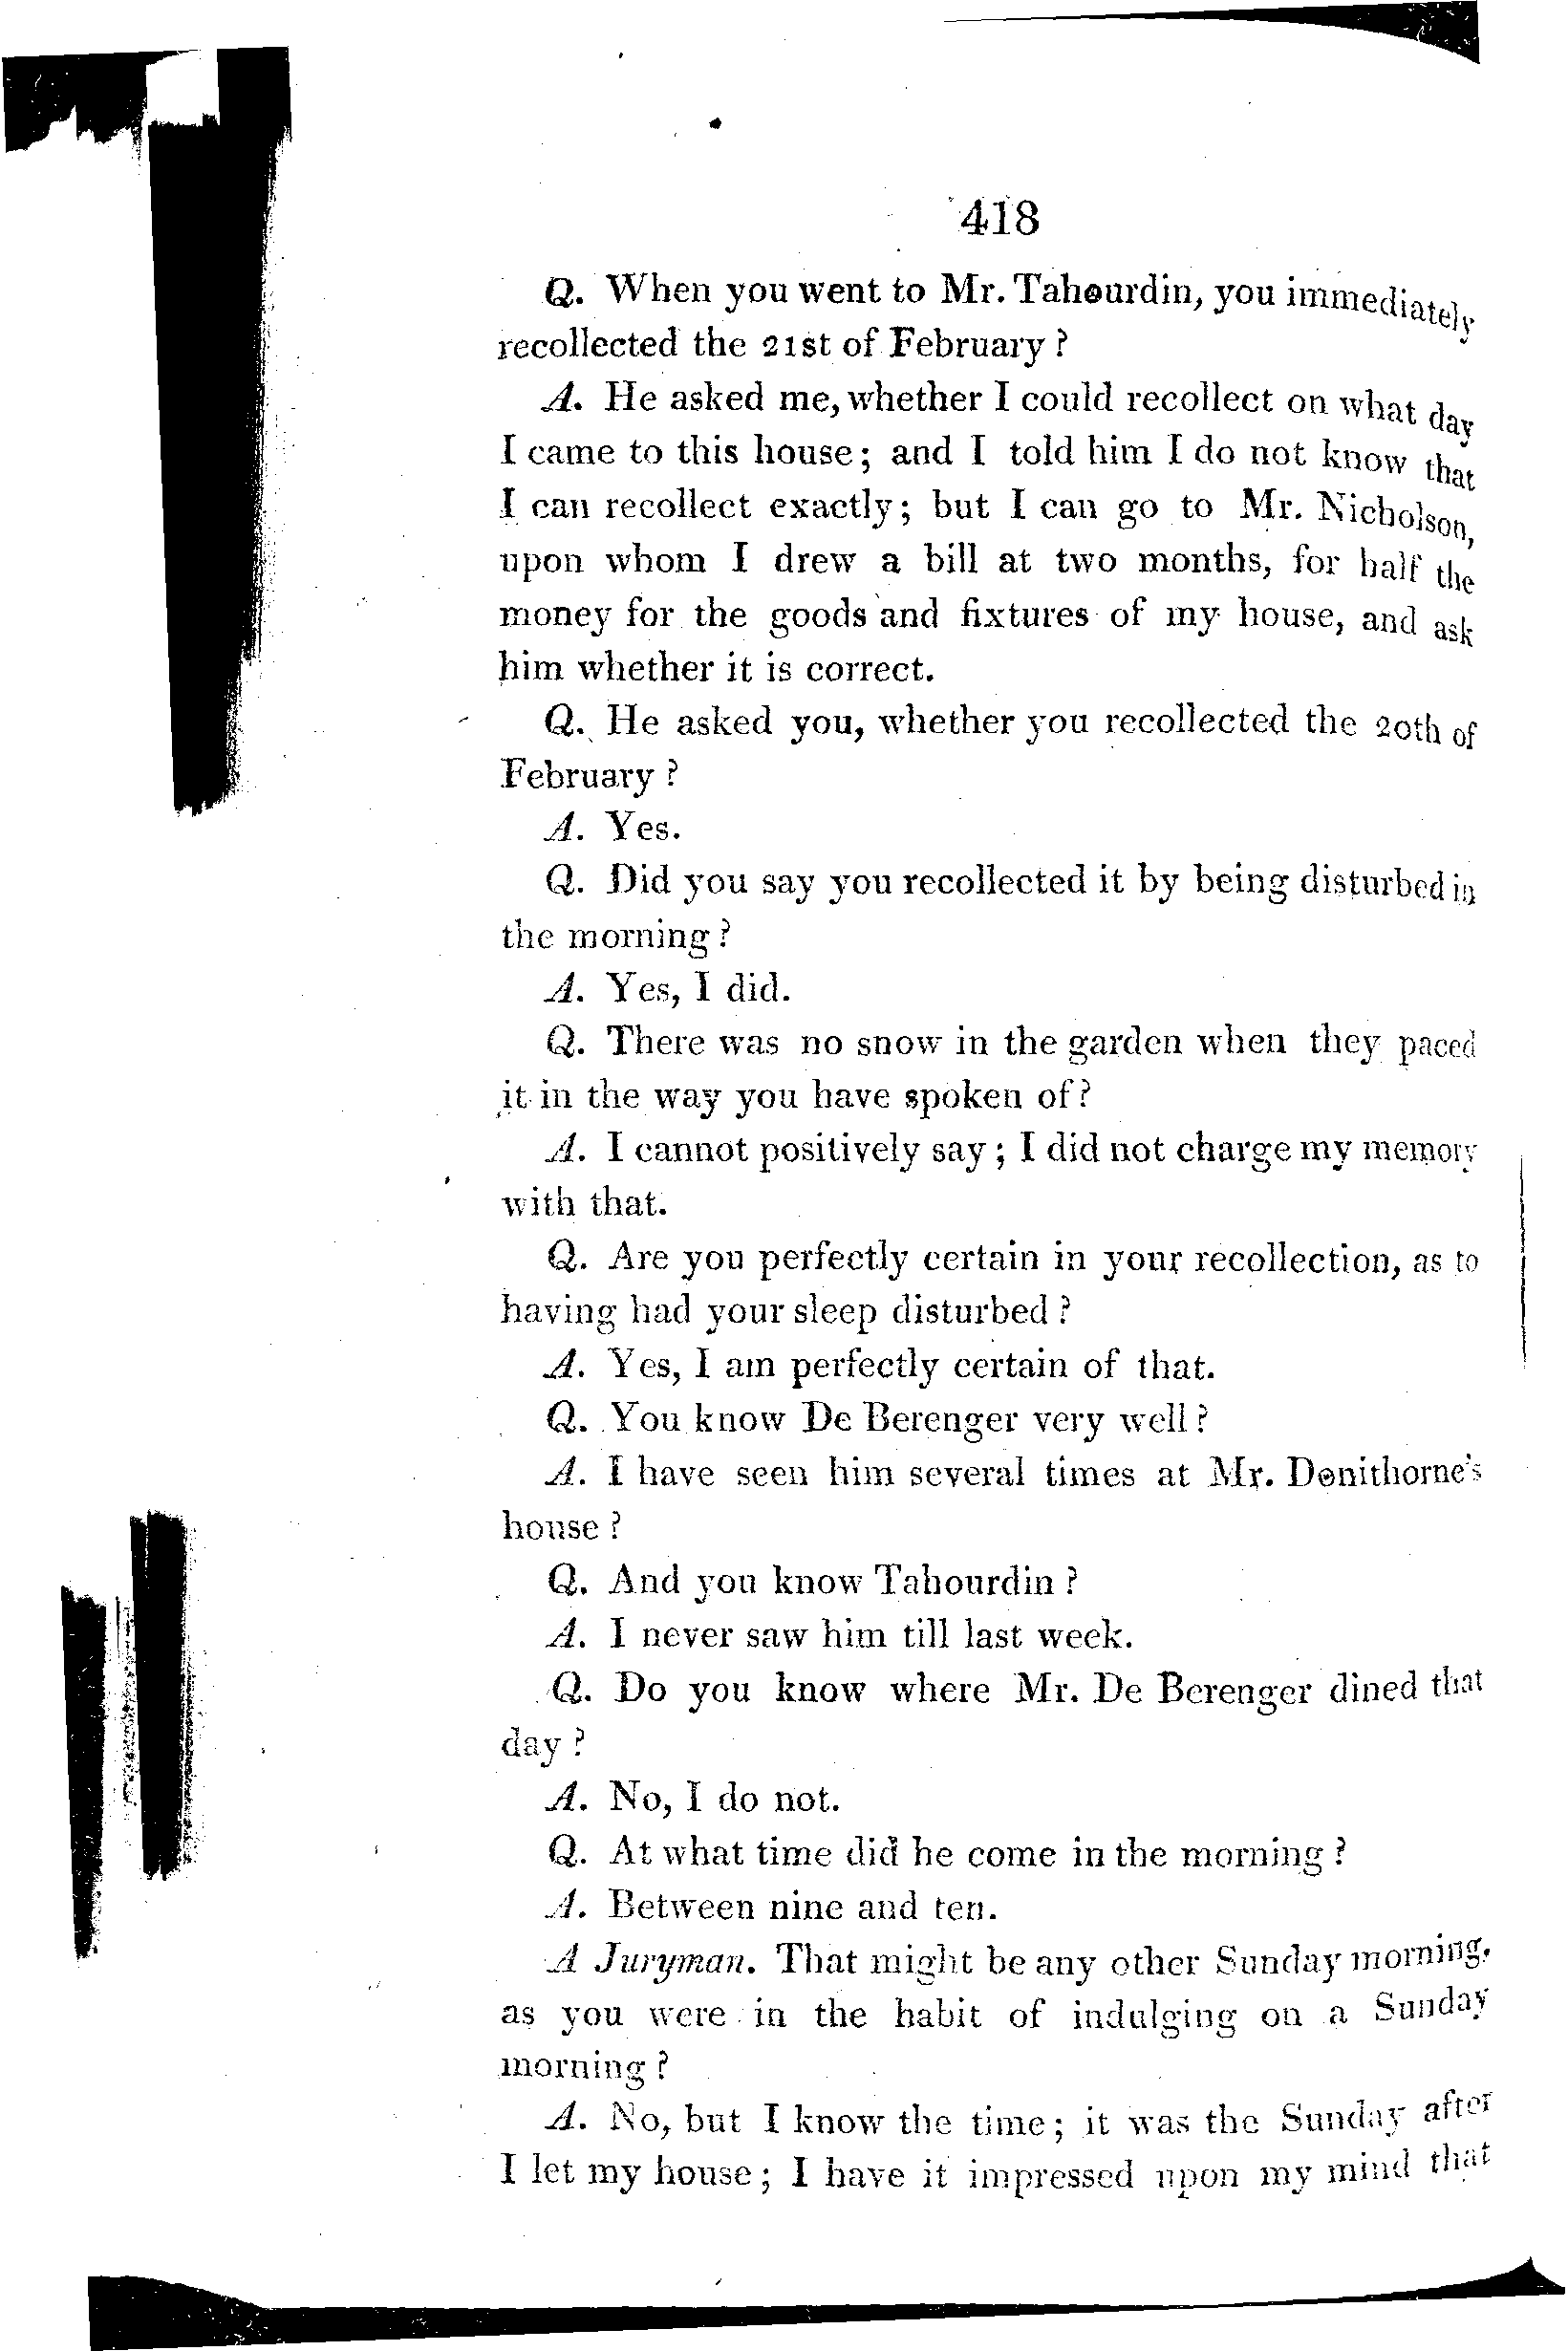 418
Q. When you went to Mr. Tahourdin, you immediately
recollected the 21st of February ?
A. He asked me, whether I could recollect on what day
I came to this house; and I told him I do not know that
I can recollect exactly; but I can go to Mr. Nicholson,
upon whom I drew a bill at two months, for half the
money for the goods and fixtures of my house, and ask
him whether it is correct.
Q. He asked you, whether you recollected the 20th of
February ?
A. Yes.
Q. Did you say you recollected it by being disturbed in
the morning ?
A. Yes, I did.
Q. There was no snow in the garden when they paced
it in the way you have spoken of?
A. I cannot positively say; I did not charge my memory
with that.
Q. Are you perfectly certain in your recollection, as to
having had your sleep disturbed ?
A. Yes, I am perfectly certain of that.
Q. You know De Berenger very well ?
A. I have seen him several times at Mr. Donithorne's
house ?
Q. And you know Tahourdin ?
A. I never saw him till last week.
Q. Do you know where Mr. De Berenger dined that
day ?
A. No, I do not.
Q. At what time did he come in the morning ?
A. Between nine and ten.
A Juryman. That might be any other Sunday morning,
as you were in the habit of indulging on a Sunday
morning ?
A. No, but I know the time; it was the Sunday after
I let my house; I have it impressed upon my mind that